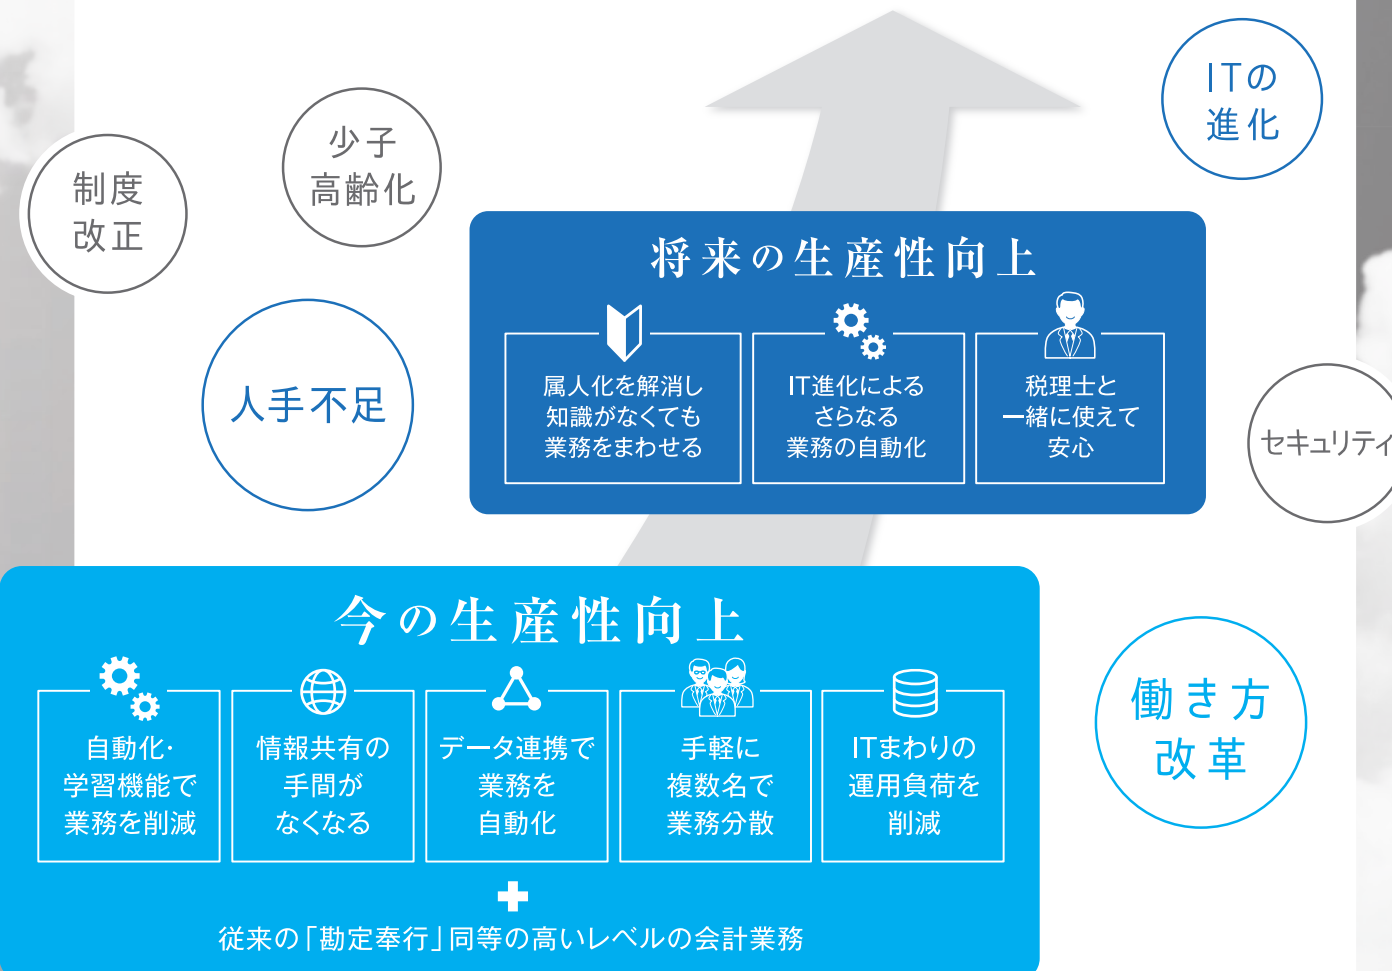 ITの
進化
少子
高齢化
制度
改正
将来の生産性向上
属人化を解消し
知識がなくても
業務をまわせる
IT進化による
さらなる
業務の自動化
税理士と
一緒に使えて
安心
人手不足
セキュリティ
今の生産性向上
自動化・
学習機能で
業務を削減
情報共有の
手間が
なくなる
データ連携で
業務を
自動化
手軽に
複数名で
業務分散
ITまわりの
運用負荷を
削減
働き方
改革
従来の「勘定奉行」同等の高いレベルの会計業務